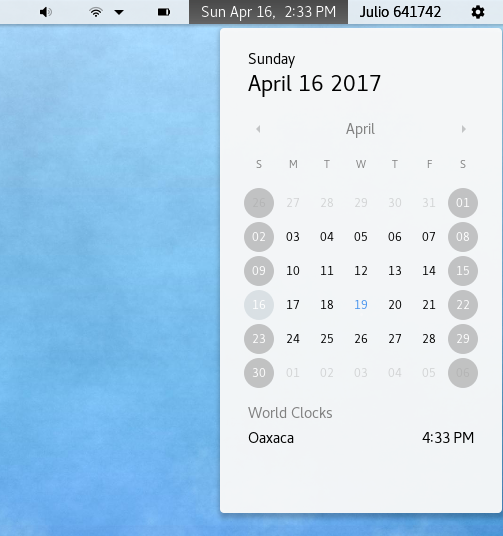 Sun Apr 16, 2:33 PM Julio 641742
Sunday
April 16 2017
April
S M T W T F S
26 27 28 29 30 31 01
02 03 04 05 06 07 08
09 10 11 12 13 14 15
16 17 18 19 20 21 22
23 24 25 26 27 28 29
30 01 02 03 04 05 06
World Clocks
Oaxaca 4:33 PM